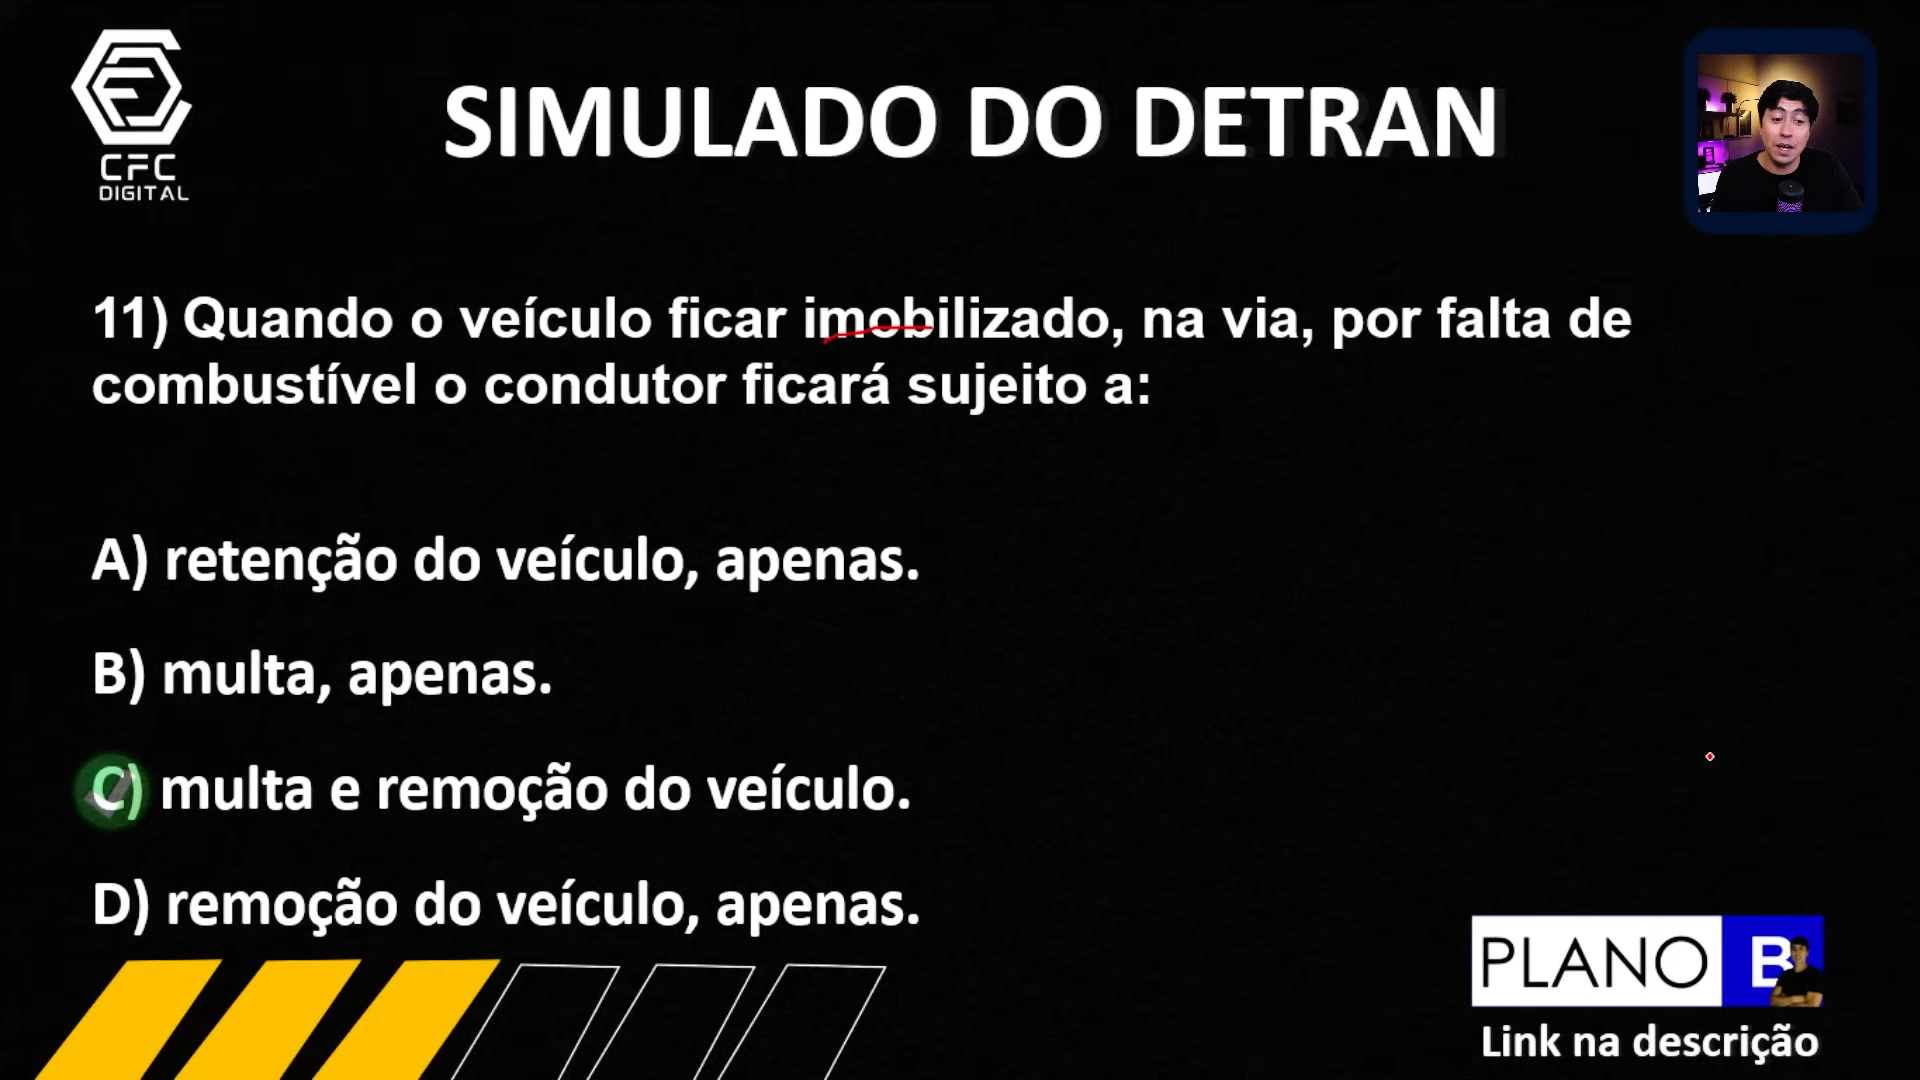 CFC
DIGITAL
SIMULADO DO DETRAN
11) Quando o veículo ficar imobilizado, na via, por falta de
combustível o condutor ficará sujeito a:
A) retenção do veículo, apenas.
B) multa, apenas.
C) multa e remoção do veículo.
D) remoção do veículo, apenas.
PLANO B
Link na descrição